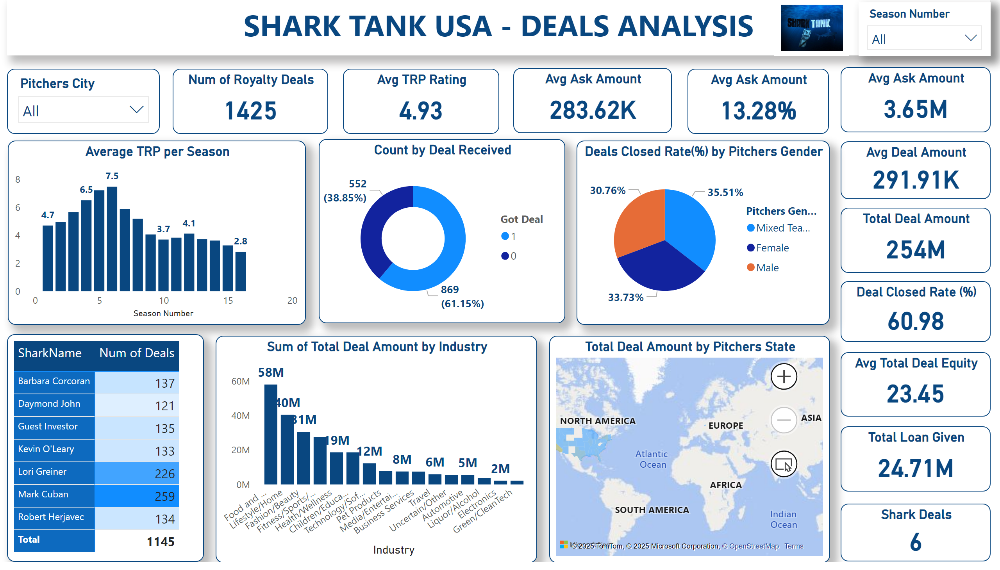 SHARK TANK USA - DEALS ANALYSIS
SHARK TANK
Season Number
All
Pitchers City
All
Num of Royalty Deals
1425
Avg TRP Rating
4.93
Avg Ask Amount
283.62K
Avg Ask Amount
13.28%
Avg Ask Amount
3.65M
Average TRP per Season
8
6
4
2
0
4.7
6.5
7.5
3.7
4.1
2.8
0
5
10
15
20
Season Number
Count by Deal Received
552
(38.85%)
869
(61.15%)
Got Deal
1
0
Deals Closed Rate(%) by Pitchers Gender
30.76%
35.51%
33.73%
Pitchers Gen...
Mixed Tea...
Female
Male
Avg Deal Amount
291.91K
Total Deal Amount
254M
Deal Closed Rate (%)
60.98
Avg Total Deal Equity
23.45
Total Loan Given
24.71M
Shark Deals
6
SharkName Num of Deals
Barbara Corcoran 137
Daymond John 121
Guest Investor 135
Kevin O'Leary 133
Lori Greiner 226
Mark Cuban 259
Robert Herjavec 134
Total 1145
Sum of Total Deal Amount by Industry
60M
40M
20M
0M
58M
40M
31M
19M
12M
8M
6M
5M
2M
Food and ...
Lifestyle/Home
Fashion/Beauty
Fitness/Sports/...
Health/Wellness
Children/Educa...
Technology/Sof...
Pet Products
Media/Entertai...
Business Services
Travel
Uncertain/Other
Automotive
Liquor/Alcohol
Electronics
Green/CleanTech
Industry
Total Deal Amount by Pitchers State
NORTH AMERICA
EUROPE
ASIA
Atlantic
Ocean
AFRICA
SOUTH AMERICA
Indian
Ocean
© 2025 TomTom, © 2025 Microsoft Corporation, © OpenStreetMap Terms